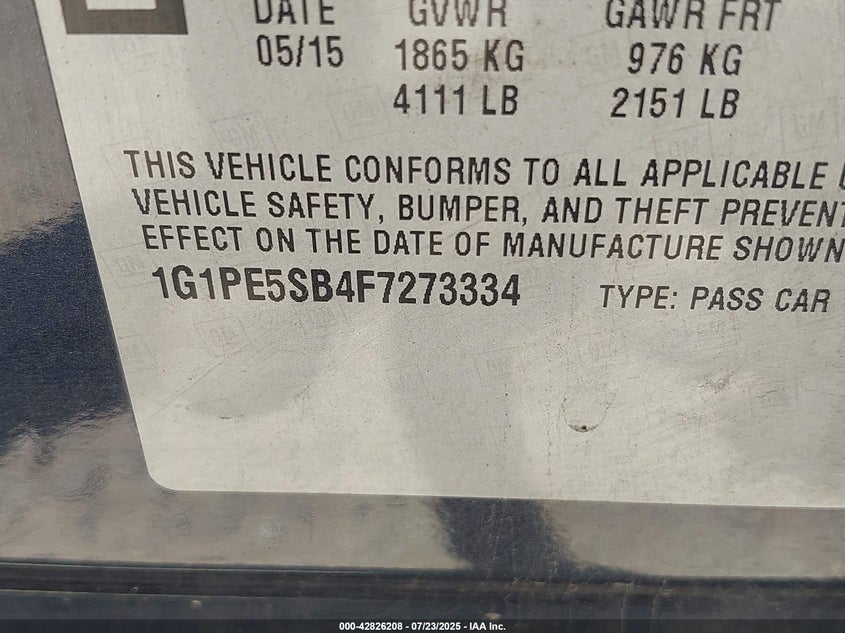 DATE GVWR GAWR FRT
05/15 1865 KG 976 KG
4111 LB 2151 LB
THIS VEHICLE CONFORMS TO ALL APPLICABLE
VEHICLE SAFETY, BUMPER, AND THEFT PREVENT
EFFECT ON THE DATE OF MANUFACTURE SHOWN
1G1PE5SB4F7273334 TYPE: PASS CAR
000-42826208 - 07/23/2025 - IAA Inc.